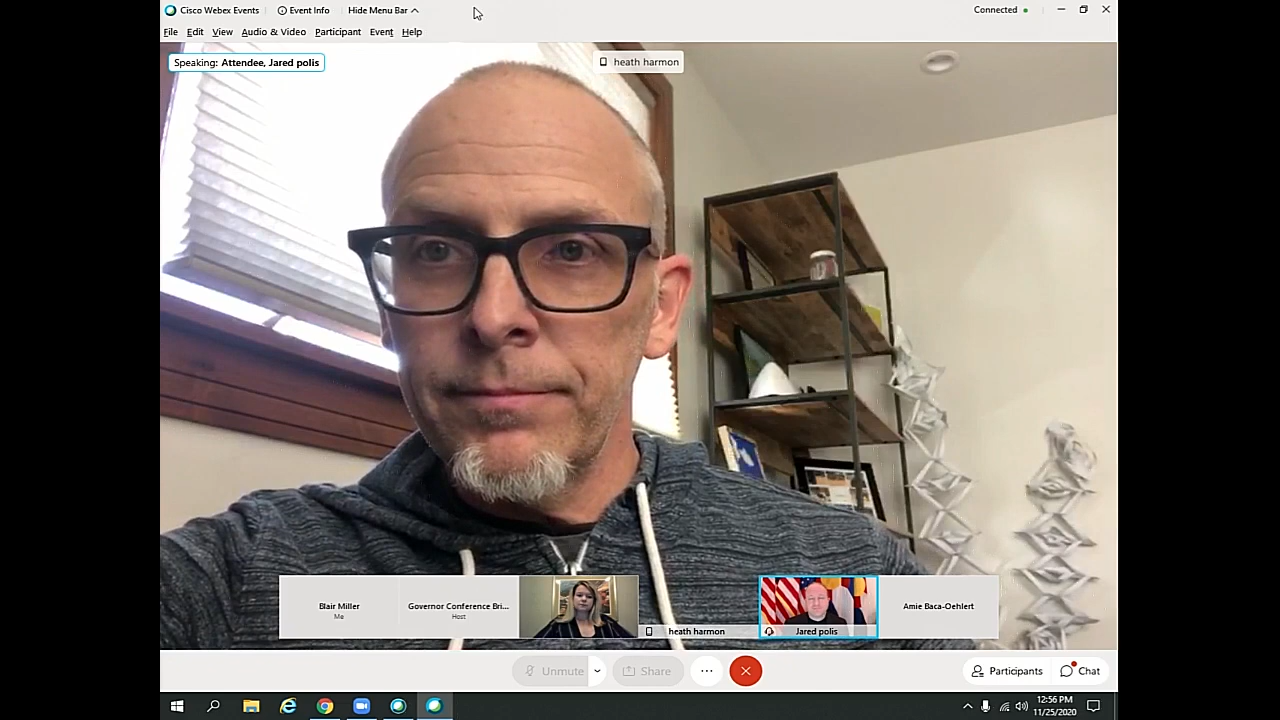 Cisco Webex Events
Event Info
Hide Menu Bar
Connected
File Edit View Audio & Video Participant Event Help
Speaking: Attendee, Jared polis
heath harmon
Blair Miller
Me
Governor Conference Bri...
Host
heath harmon
Jared polis
Amie Baca-Oehlert
Unmute
Share
Participants
Chat
12:56 PM
11/25/2020